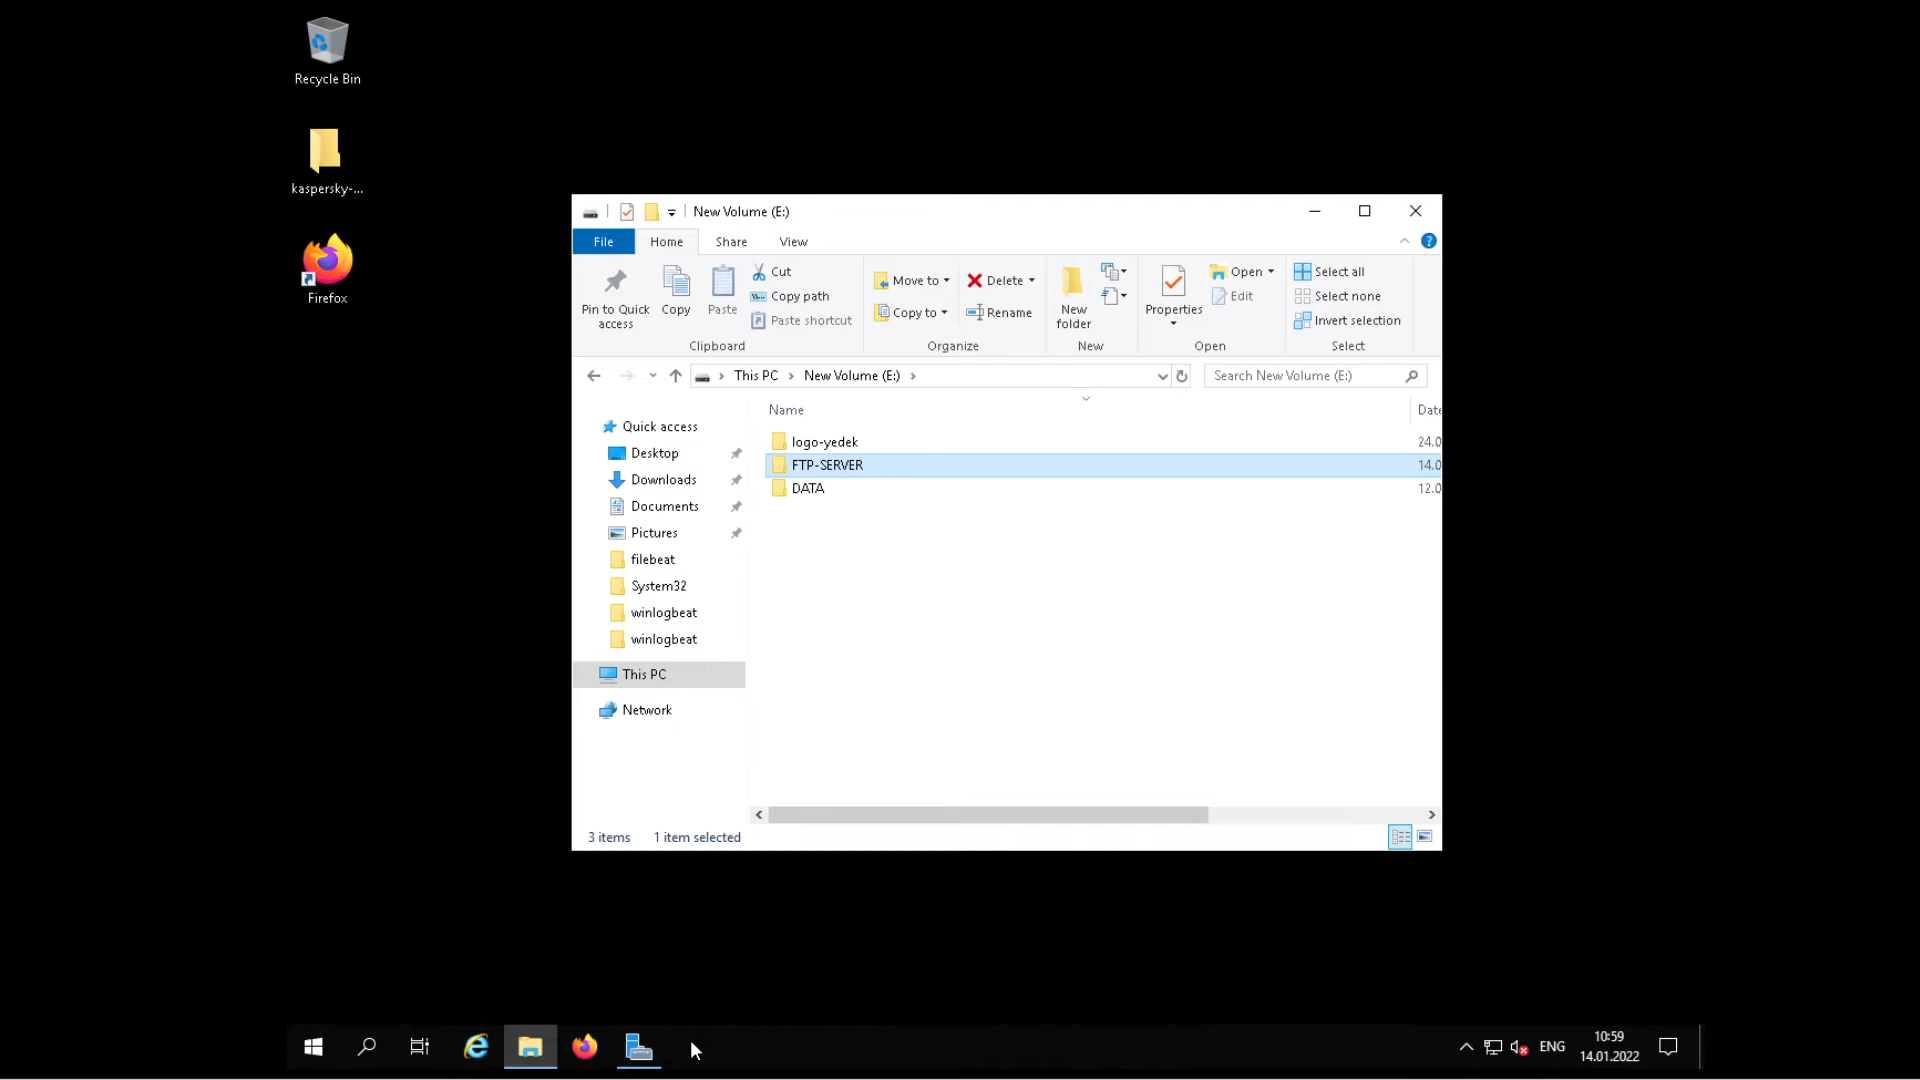 Recycle Bin
kaspersky-...
Firefox
New Volume (E:)
File Home Share View
Pin to Quick access
Copy
Paste
Cut
Copy path
Paste shortcut
Clipboard
Move to
Copy to
Delete
Rename
Organize
New folder
New
Properties
Open
Edit
Open
Select all
Select none
Invert selection
Select
This PC New Volume (E:)
Search New Volume (E:)
Quick access
Desktop
Downloads
Documents
Pictures
filebeat
System32
winlogbeat
winlogbeat
This PC
Network
Name Date
logo-yedek 24.0
FTP-SERVER 14.0
DATA 12.0
3 items 1 item selected
ENG
10:59
14.01.2022